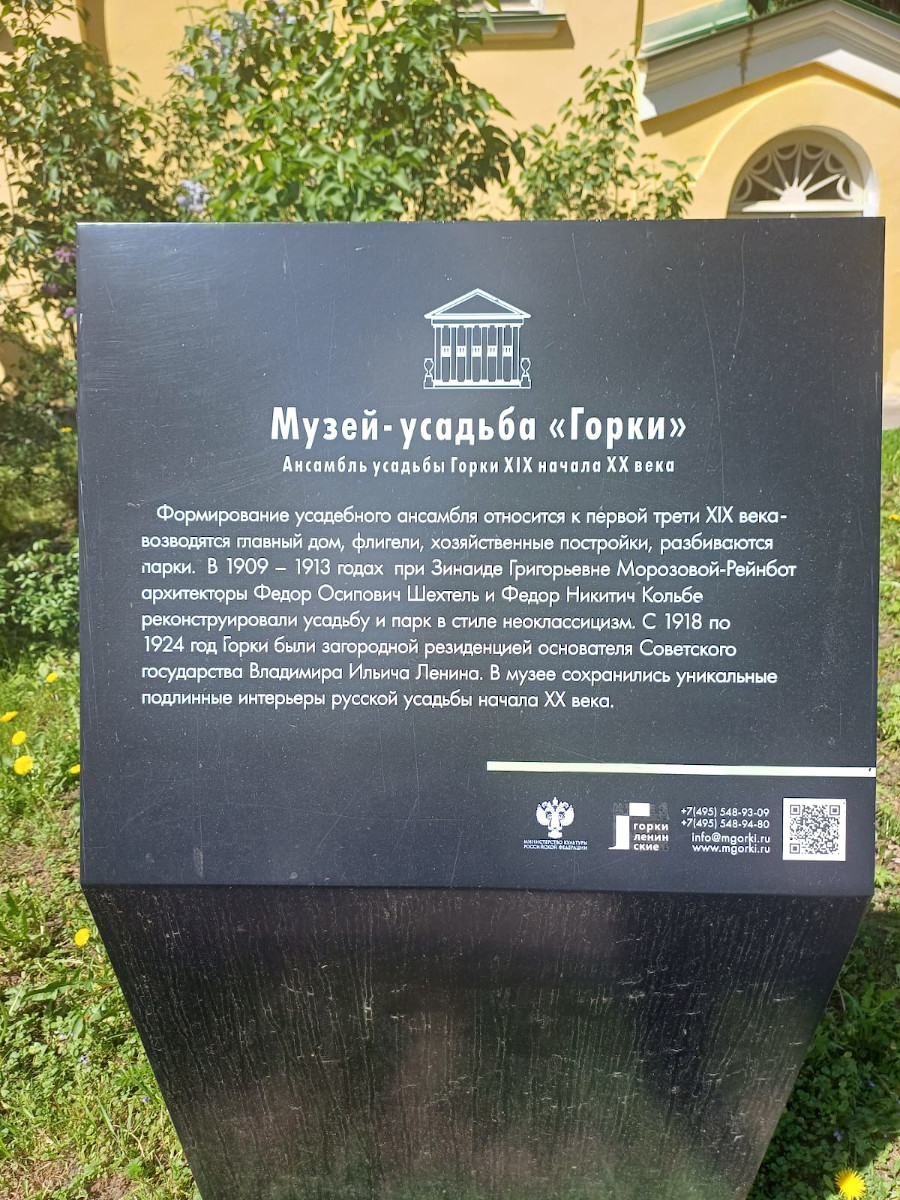 Музей-усадьба «Горки»
Ансамбль усадьбы Горки XIX начала XX века
Формирование усадебного ансамбля относится к первой трети XIX века-
возводятся главный дом, флигели, хозяйственные постройки, разбиваются
парки. В 1909 – 1913 годах при Зинаиде Григорьевне Морозовой-Рейнбот
архитекторы Федор Осипович Шехтель и Федор Никитич Кольбе
реконструировали усадьбу и парк в стиле неоклассицизм. С 1918 по
1924 год Горки были загородной резиденцией основателя Советского
государства Владимира Ильича Ленина. В музее сохранились уникальные
подлинные интерьеры русской усадьбы начала XX века.
МИНИСТЕРСТВО КУЛЬТУРЫ
РОССИЙСКОЙ ФЕДЕРАЦИИ
горки
ленин
ские
+7(495) 548-93-09
+7(495) 548-94-80
info@mgorki.ru
www.mgorki.ru